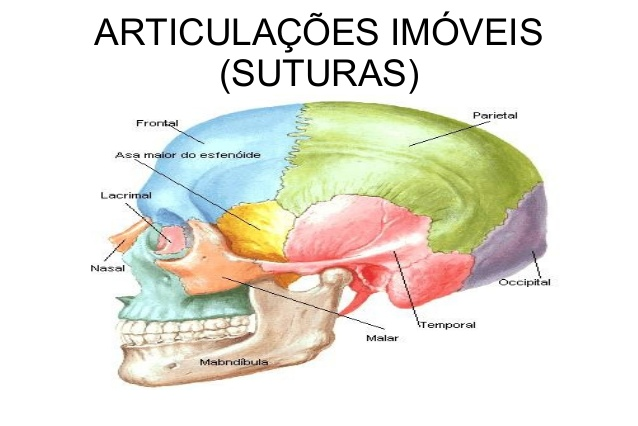 ARTICULAÇÕES IMÓVEIS
(SUTURAS)
Frontal
Parietal
Asa maior do esfenóide
Lacrimal
Nasal
Occipital
Temporal
Malar
Mabndíbula